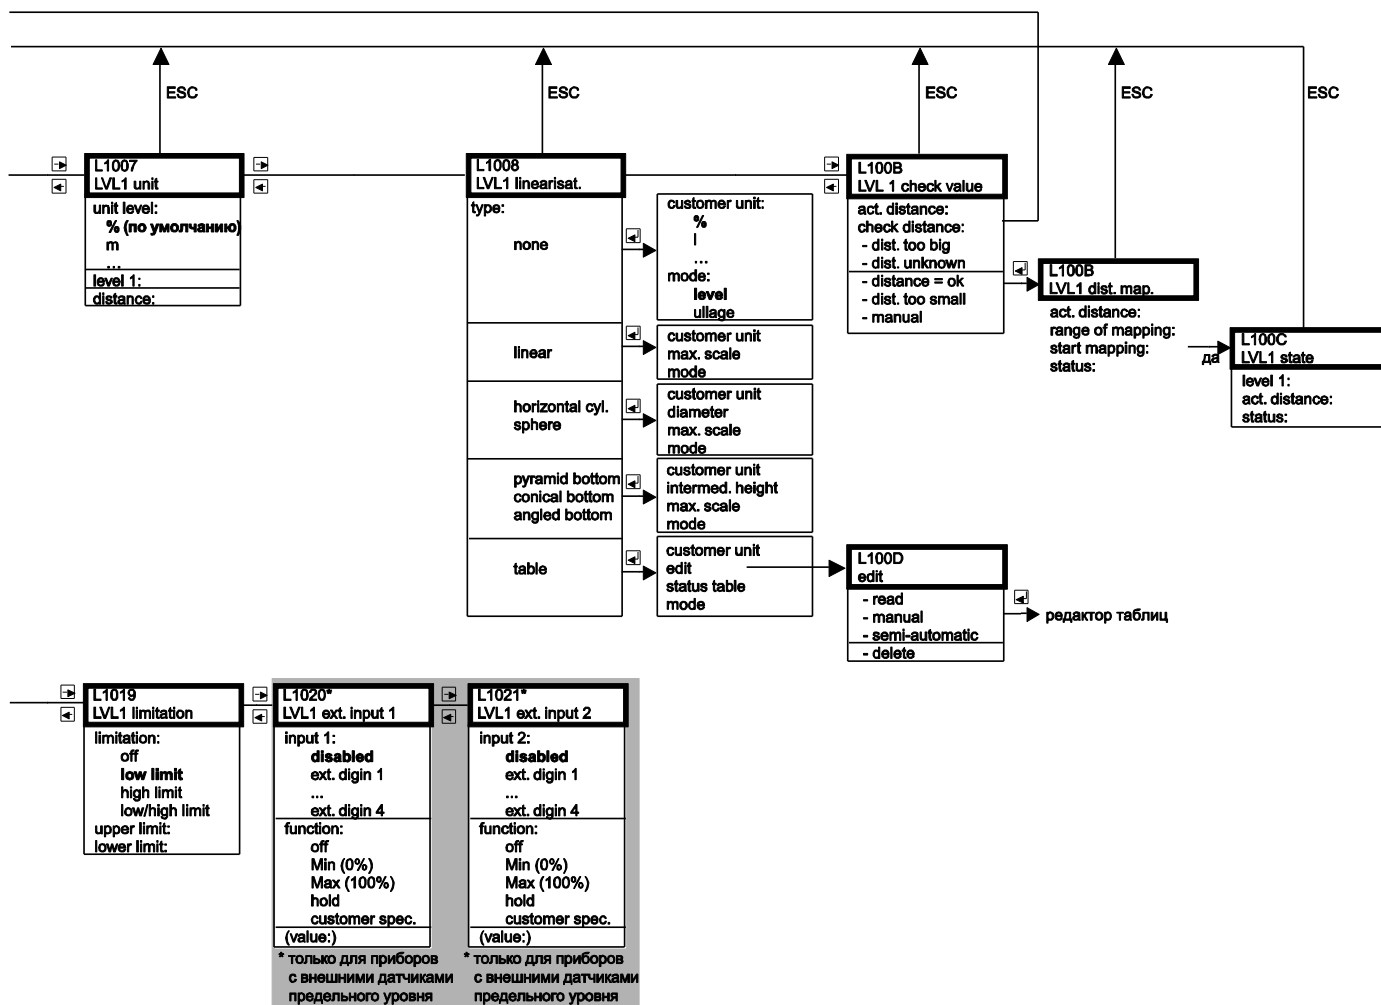 ESC
ESC
ESC
ESC
ESC
L1007
LVL1 unit
unit level:
% (по умолчанию)
m
...
level 1:
distance:
L1008
LVL1 linearisat.
type:
none
linear
horizontal cyl.
sphere
pyramid bottom
conical bottom
angled bottom
table
customer unit:
%
l
...
mode:
level
ullage
customer unit
max. scale
mode
customer unit
diameter
max. scale
mode
customer unit
intermed. height
max. scale
mode
customer unit
edit
status table
mode
L100B
LVL 1 check value
act. distance:
check distance:
- dist. too big
- dist. unknown
- distance = ok
- dist. too small
- manual
L100B
LVL1 dist. map.
act. distance:
range of mapping:
start mapping:
status:
да
L100C
LVL1 state
level 1:
act. distance:
status:
L100D
edit
- read
- manual
- semi-automatic
- delete
редактор таблиц
L1019
LVL1 limitation
limitation:
off
low limit
high limit
low/high limit
upper limit:
lower limit:
L1020*
LVL1 ext. input 1
input 1:
disabled
ext. digin 1
...
ext. digin 4
function:
off
Min (0%)
Max (100%)
hold
customer spec.
(value:)
* только для приборов
с внешними датчиками
предельного уровня
L1021*
LVL1 ext. input 2
input 2:
disabled
ext. digin 1
...
ext. digin 4
function:
off
Min (0%)
Max (100%)
hold
customer spec.
(value:)
* только для приборов
с внешними датчиками
предельного уровня